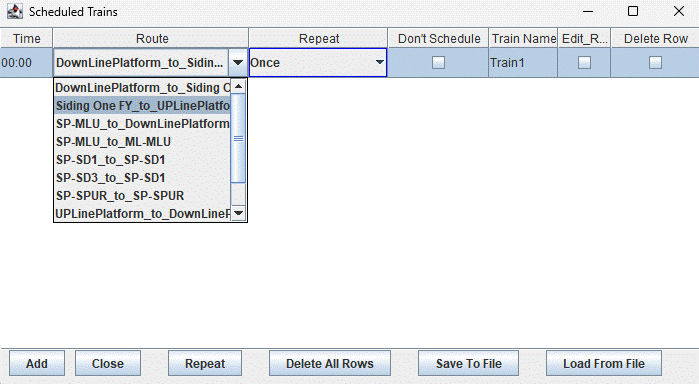 Scheduled Trains
Time Route Repeat Don't Schedule Train Name Edit_R... Delete Row
00:00 DownLinePlatform_to_Sidin... Once Train1
DownLinePlatform_to_Siding O
Siding One FY_to_UPLinePlatfo
SP-MLU_to_DownLinePlatform
SP-MLU_to_ML-MLU
SP-SD1_to_SP-SD1
SP-SD3_to_SP-SD1
SP-SPUR_to_SP-SPUR
UPLinePlatform_to_DownLineP
Add Close Repeat Delete All Rows Save To File Load From File